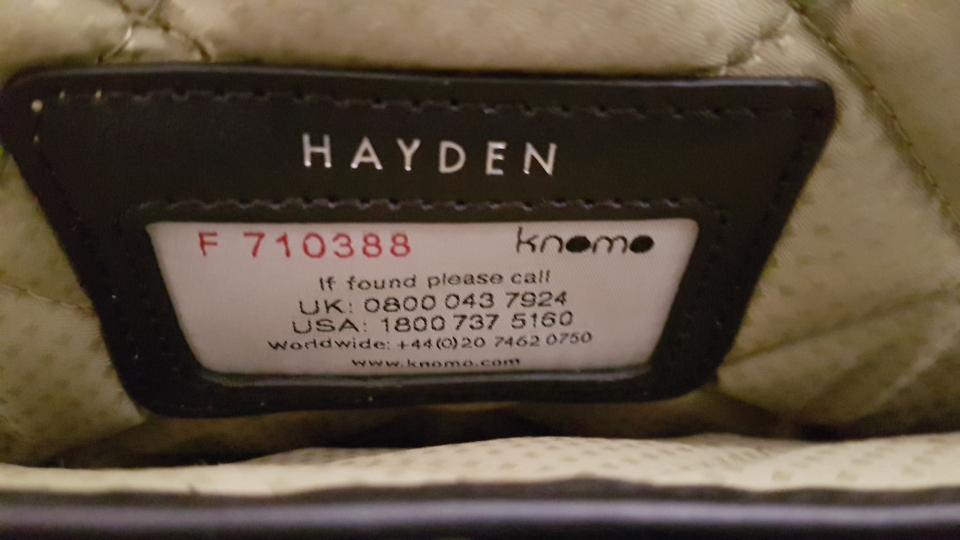 HAYDEN
F 710388 knomo
If found please call
UK: 0800 043 7924
USA: 1800 737 5160
Worldwide: +44(0)20 7462 0750
www.knomo.com